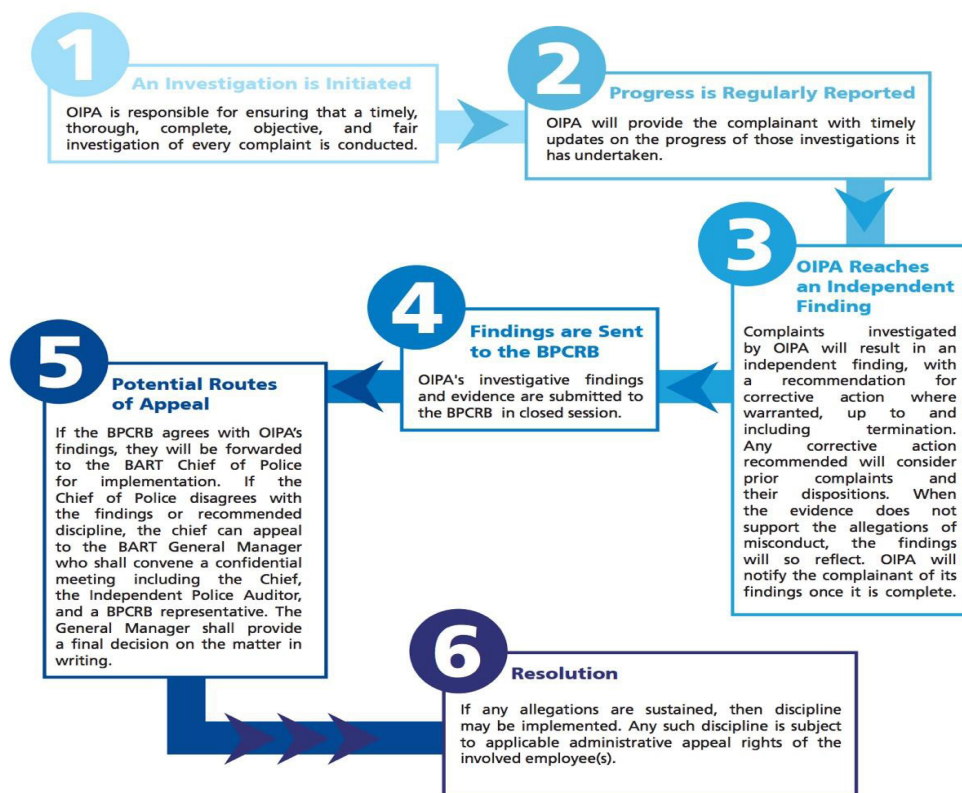 1
An Investigation is Initiated
OIPA is responsible for ensuring that a timely,
thorough, complete, objective, and fair
investigation of every complaint is conducted.
2
Progress is Regularly Reported
OIPA will provide the complainant with timely
updates on the progress of those investigations it
has undertaken.
3
OIPA Reaches
an Independent
Finding
Complaints investigated
by OIPA will result in an
independent finding, with
a recommendation for
corrective action where
warranted, up to and
including termination.
Any corrective action
recommended will consider
prior complaints and
their dispositions. When
the evidence does not
support the allegations of
misconduct, the findings
will so reflect. OIPA will
notify the complainant of its
findings once it is complete.
4
Findings are Sent
to the BPCRB
OIPA's investigative findings
and evidence are submitted to
the BPCRB in closed session.
5
Potential Routes
of Appeal
If the BPCRB agrees with OIPA's
findings, they will be forwarded
to the BART Chief of Police
for implementation. If the
Chief of Police disagrees with
the findings or recommended
discipline, the chief can appeal
to the BART General Manager
who shall convene a confidential
meeting including the Chief,
the Independent Police Auditor,
and a BPCRB representative. The
General Manager shall provide
a final decision on the matter in
writing.
6
Resolution
If any allegations are sustained, then discipline
may be implemented. Any such discipline is subject
to applicable administrative appeal rights of the
involved employee(s).